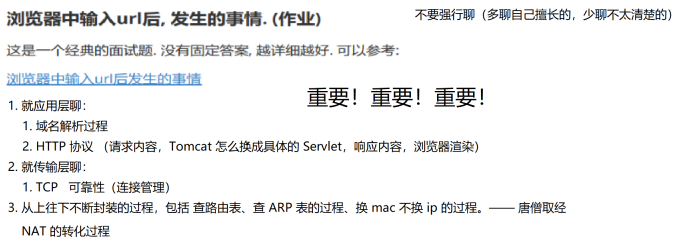 浏览器中输入url后, 发生的事情. (作业)
不要强行聊（多聊自己擅长的，少聊不太清楚的）
这是一个经典的面试题. 没有固定答案, 越详细越好. 可以参考:
浏览器中输入url后发生的事情
重要！重要！重要！
1. 就应用层聊：
1. 域名解析过程
2. HTTP 协议 （请求内容，Tomcat 怎么换成具体的 Servlet，响应内容，浏览器渲染）
2. 就传输层聊：
1. TCP 可靠性（连接管理）
3. 从上往下不断封装的过程，包括 查路由表、查 ARP 表的过程、换 mac 不换 ip 的过程。—— 唐僧取经
NAT 的转化过程